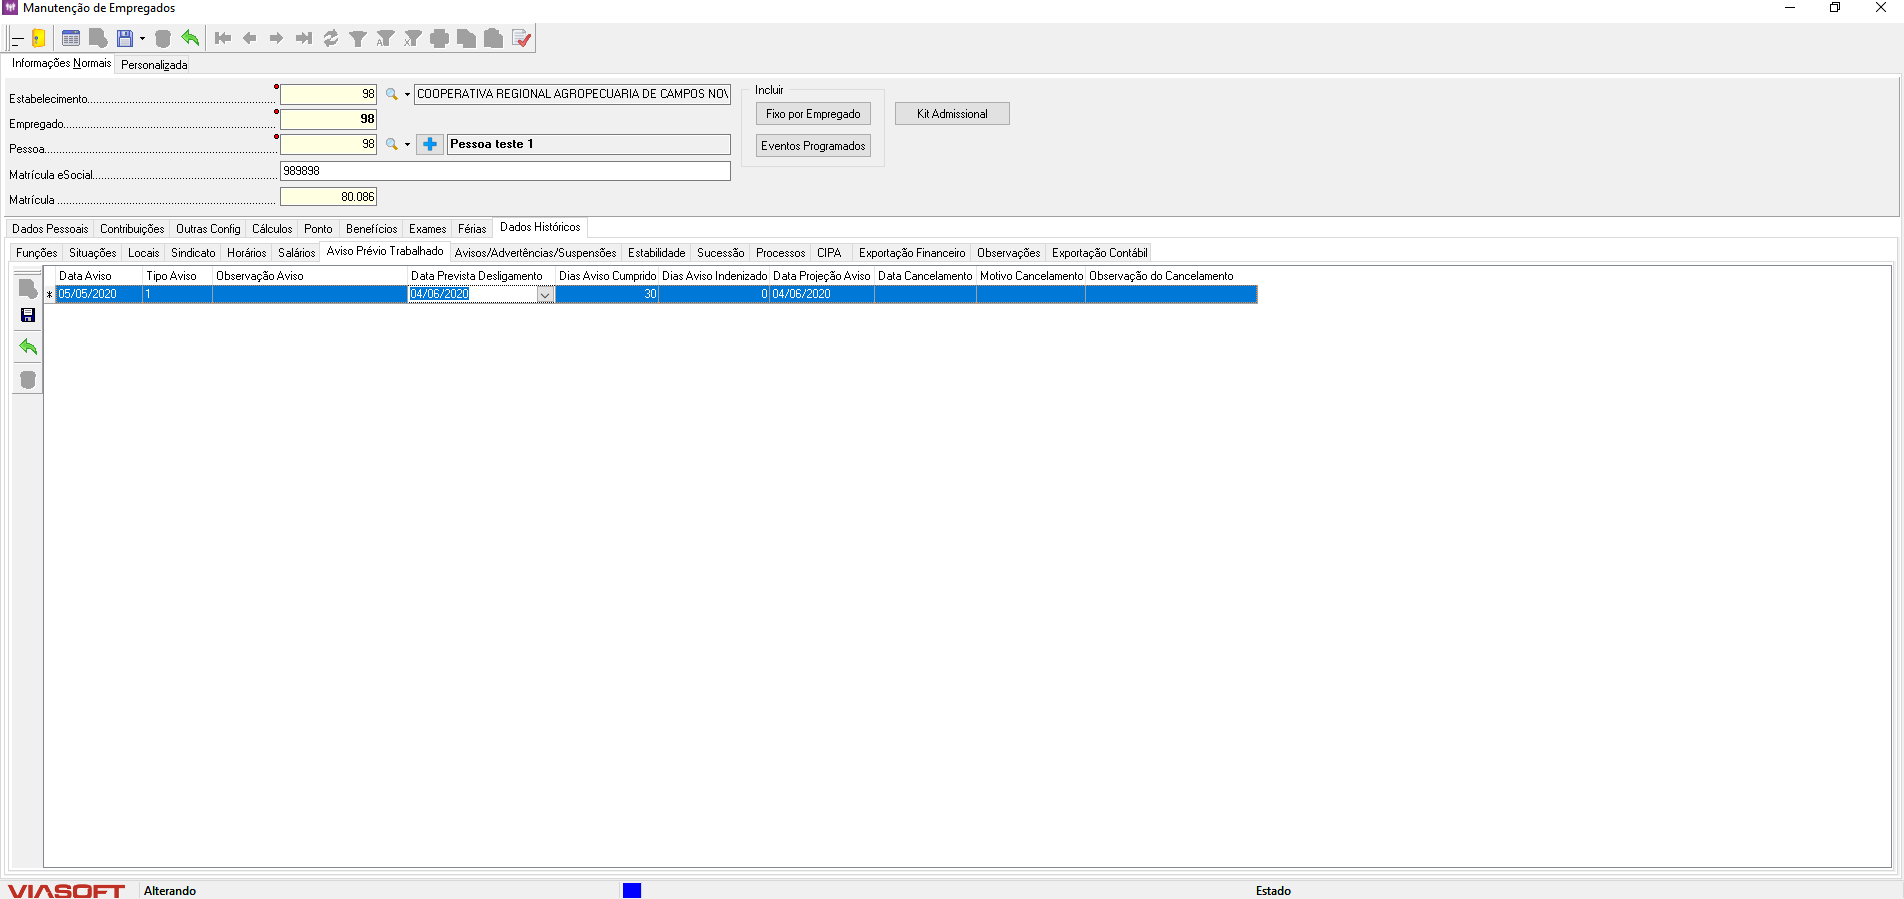 Manutenção de Empregados
Informações Normais Personalizada
Estabelecimento 98 COOPERATIVA REGIONAL AGROPECUARIA DE CAMPOS NOV
Empregado 98
Pessoa 98 Pessoa teste 1
Matrícula eSocial 989898
Matrícula 80.086
Incluir
Fixo por Empregado
Eventos Programados
Kit Admissional
Dados Pessoais Contribuições Outras Config Cálculos Ponto Benefícios Exames Férias Dados Históricos
Funções Situações Locais Sindicato Horários Salários Aviso Prévio Trabalhado Avisos/Advertências/Suspensões Estabilidade Sucessão Processos CIPA Exportação Financeiro Observações Exportação Contábil
Data Aviso Tipo Aviso Observação Aviso Data Prevista Desligamento Dias Aviso Cumprido Dias Aviso Indenizado Data Projeção Aviso Data Cancelamento Motivo Cancelamento Observação do Cancelamento
* 05/05/2020 1 04/06/2020 30 0 04/06/2020
VIASOFT Alterando Estado